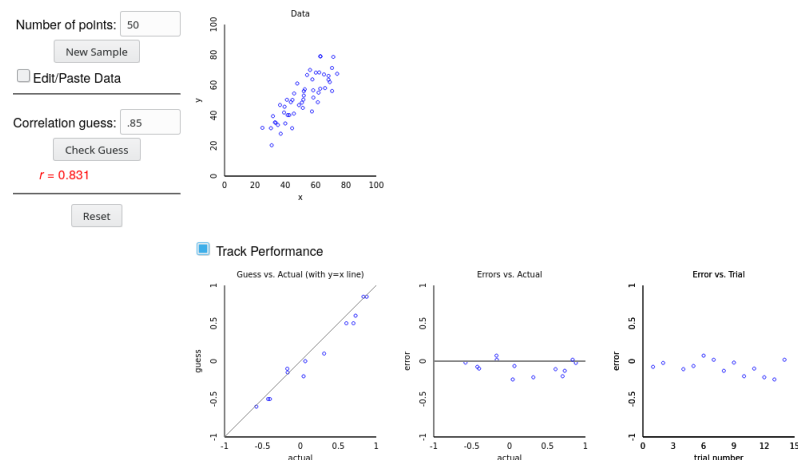 Number of points: 50
New Sample
Edit/Paste Data
Correlation guess: .85
Check Guess
r = 0.831
Reset
Data
y
100
80
60
40
20
0
0 20 40 60 80 100
x
Track Performance
Guess vs. Actual (with y=x line)
guess
1
0.5
0
-0.5
-1
-1 -0.5 0 0.5 1
actual
Errors vs. Actual
error
1
0.5
0
-0.5
-1
-1 -0.5 0 0.5 1
actual
Error vs. Trial
error
1
0.5
0
-0.5
-1
0 3 6 9 12 15
trial number